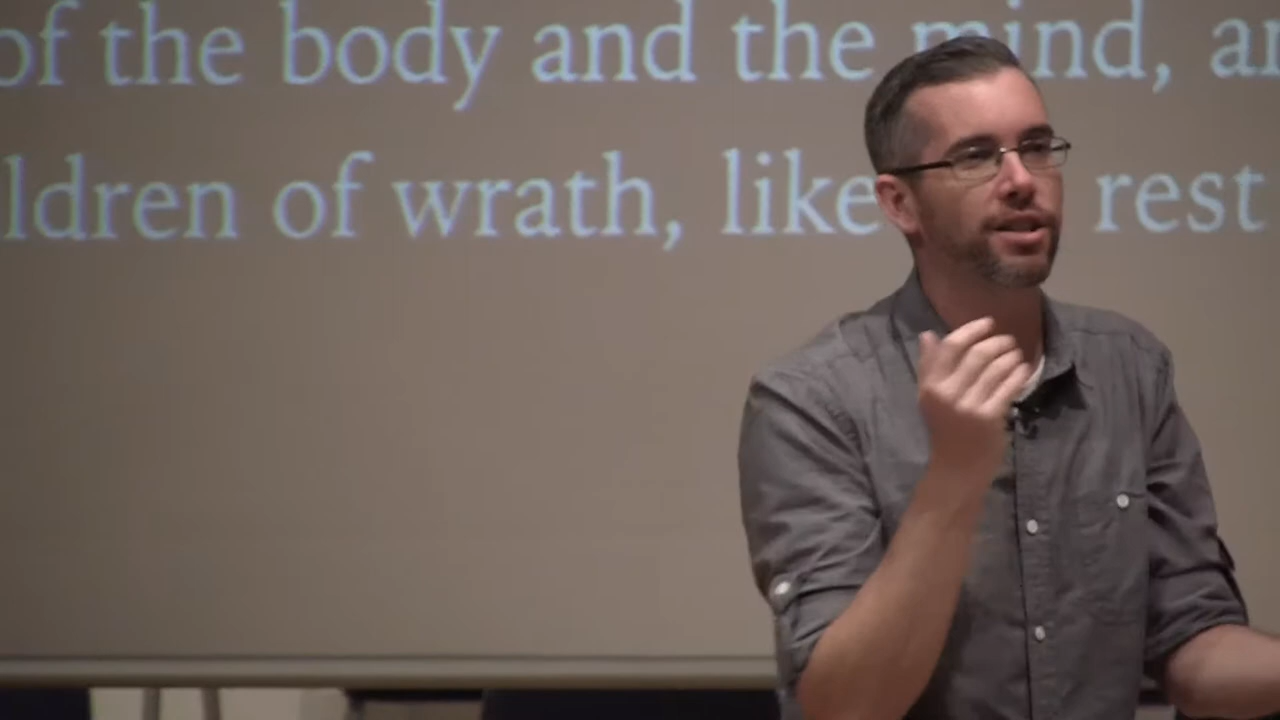 of the body and the mind, an
ldren of wrath, like rest